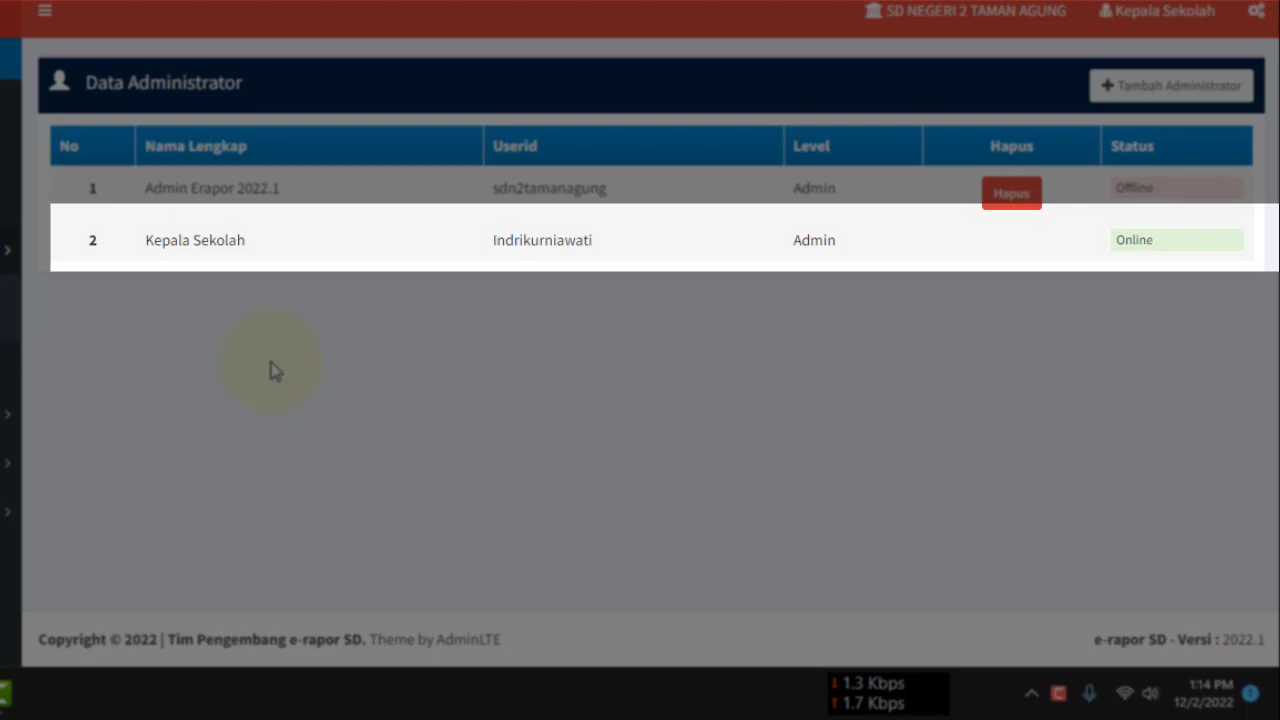 SD NEGERI 2 TAMAN AGUNG Kepala Sekolah
Data Administrator + Tambah Administrator
No Nama Lengkap Userid Level Hapus Status
1 Admin Erapor 2022.1 sdn2tamanagung Admin Hapus Offline
2 Kepala Sekolah Indrikurniawati Admin Online
Copyright © 2022 | Tim Pengembang e-rapor SD. Theme by AdminLTE e-rapor SD - Versi : 2022.1
1.3 Kbps
1.7 Kbps
1:14 PM
12/2/2022